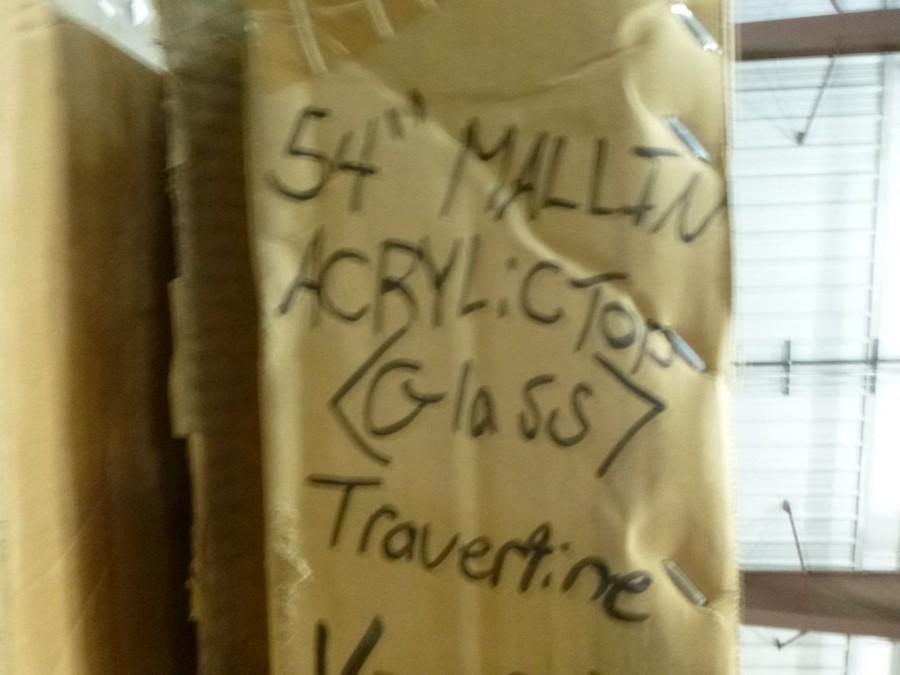 54" MALLIN
ACRYLiC Top
<Glass>
Travertine